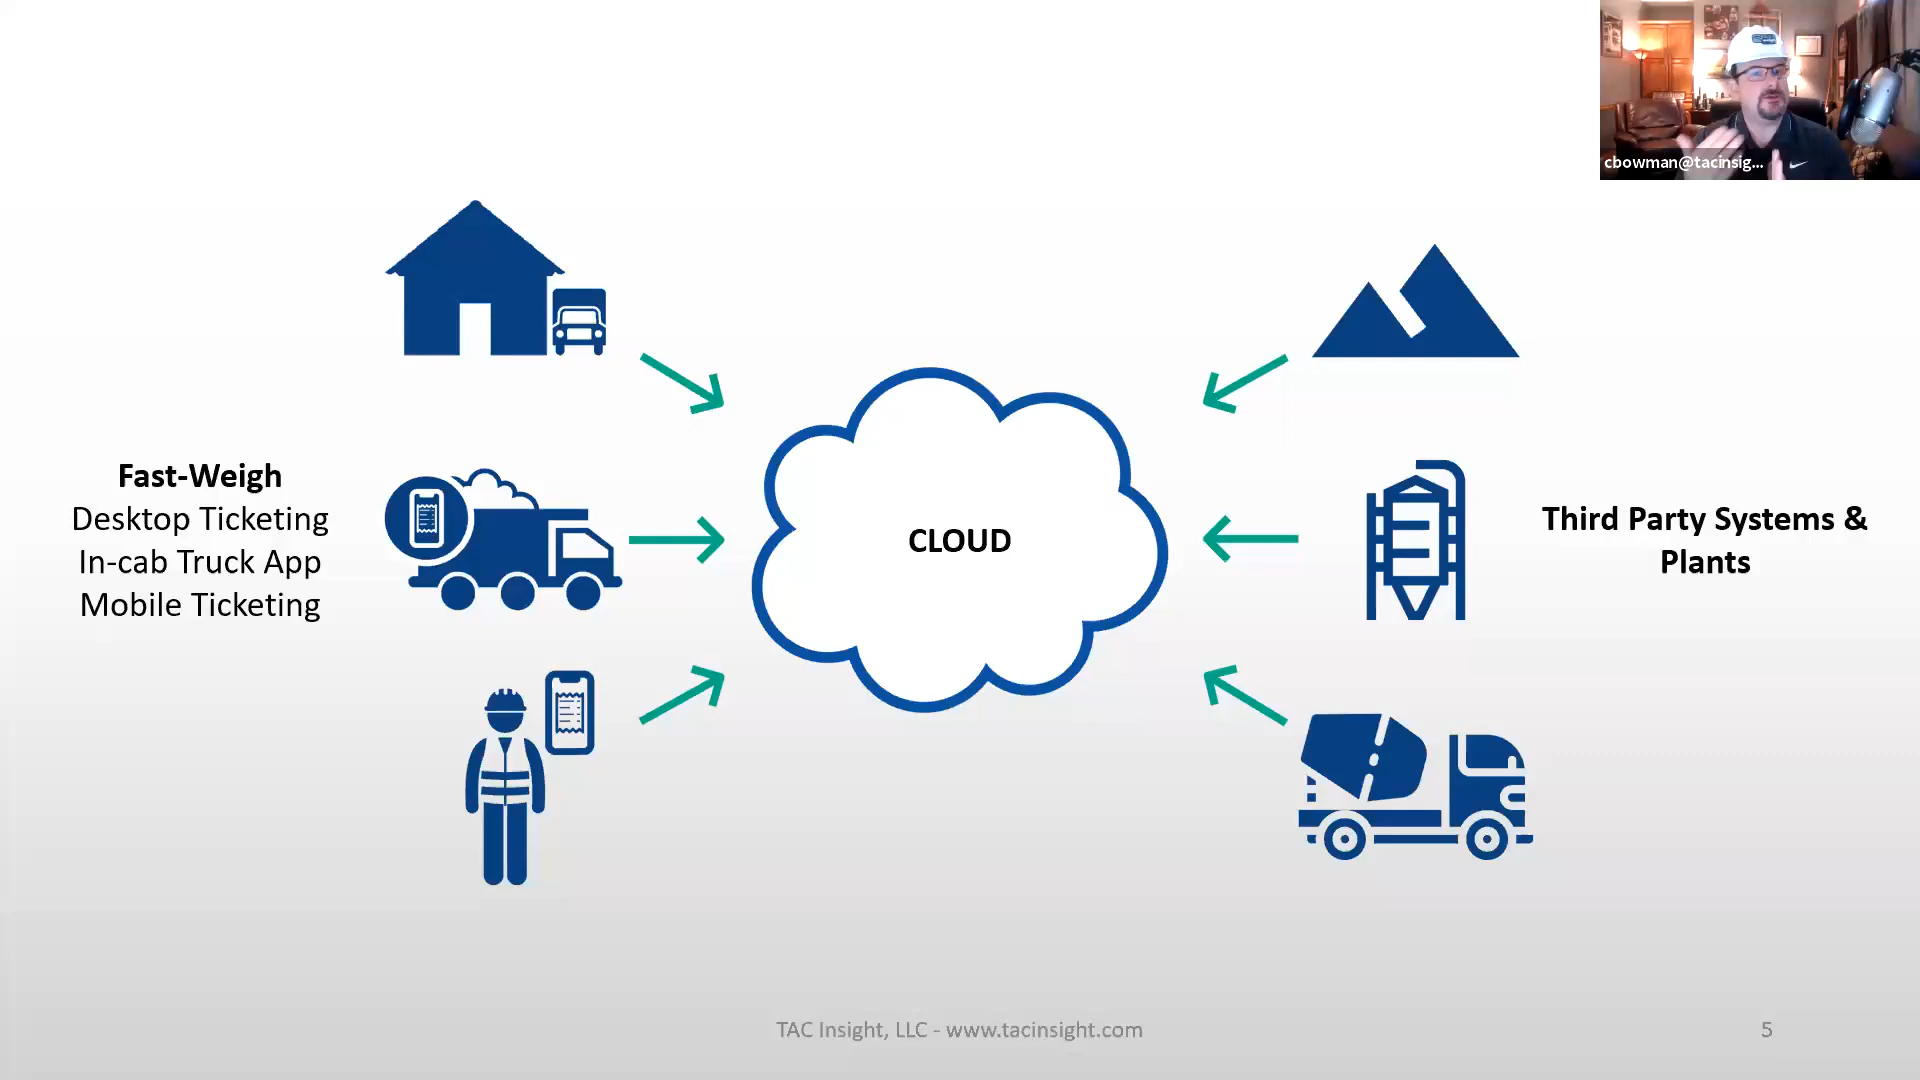 cbowman@tacinsig...
Fast-Weigh
Desktop Ticketing
In-cab Truck App
Mobile Ticketing
CLOUD
Third Party Systems &
Plants
TAC Insight, LLC - www.tacinsight.com
5